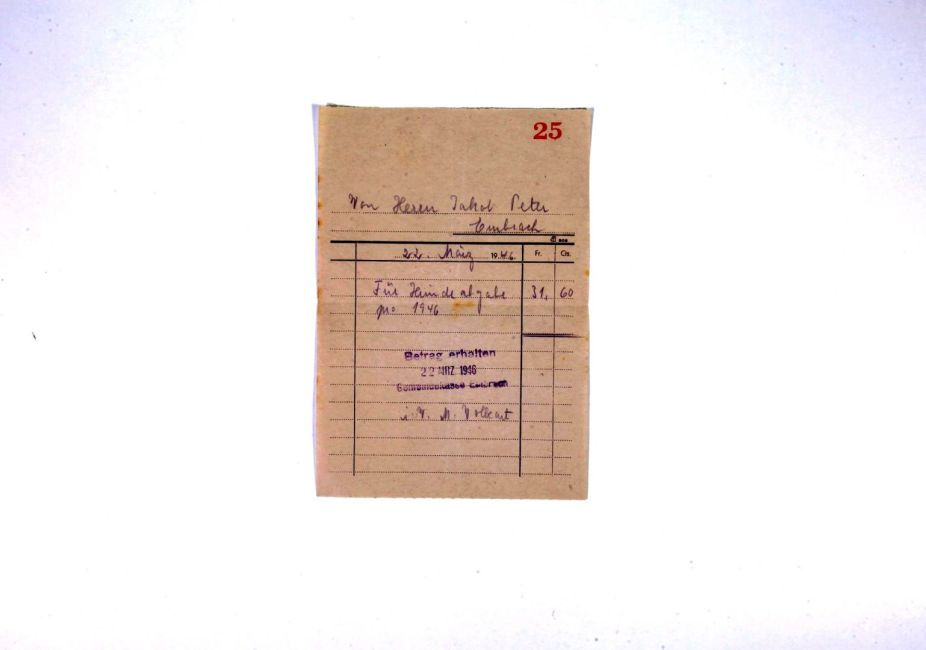 25
Von Herrn Jakob Peter
Embrach
22. März 1946. Fr. Cts.
Für Hundeabgabe 31, 60
pro 1946
Betrag erhalten
22 MRZ 1946
Gemeindekasse Embrach
i. V. M. Volkart